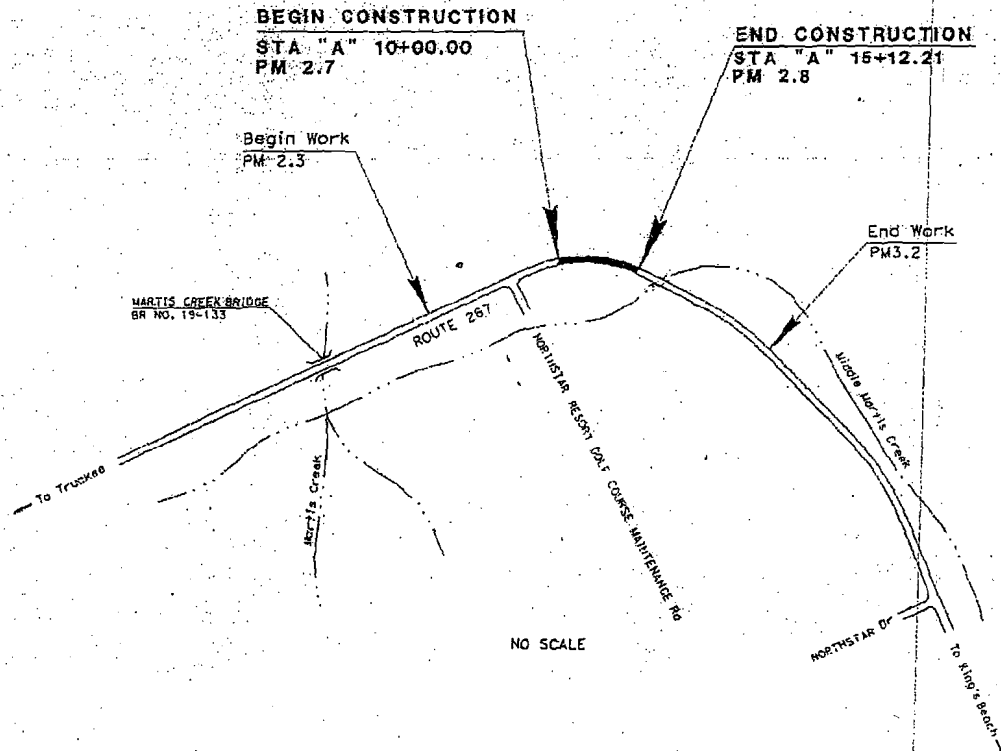 BEGIN CONSTRUCTION
STA "A" 10+00.00
PM 2.7
END CONSTRUCTION
STA "A" 15+12.21
PM 2.8
Begin Work
PM 2.3
End Work
PM3.2
MARTIS CREEK BRIDGE
BR NO. 19-133
ROUTE 267
NORTHSTAR RESORT GOLF COURSE MAINTENANCE Rd
Middle Martis Creek
To Truckee
Martis Creek
NO SCALE
NORTHSTAR Dr
To King's Beach